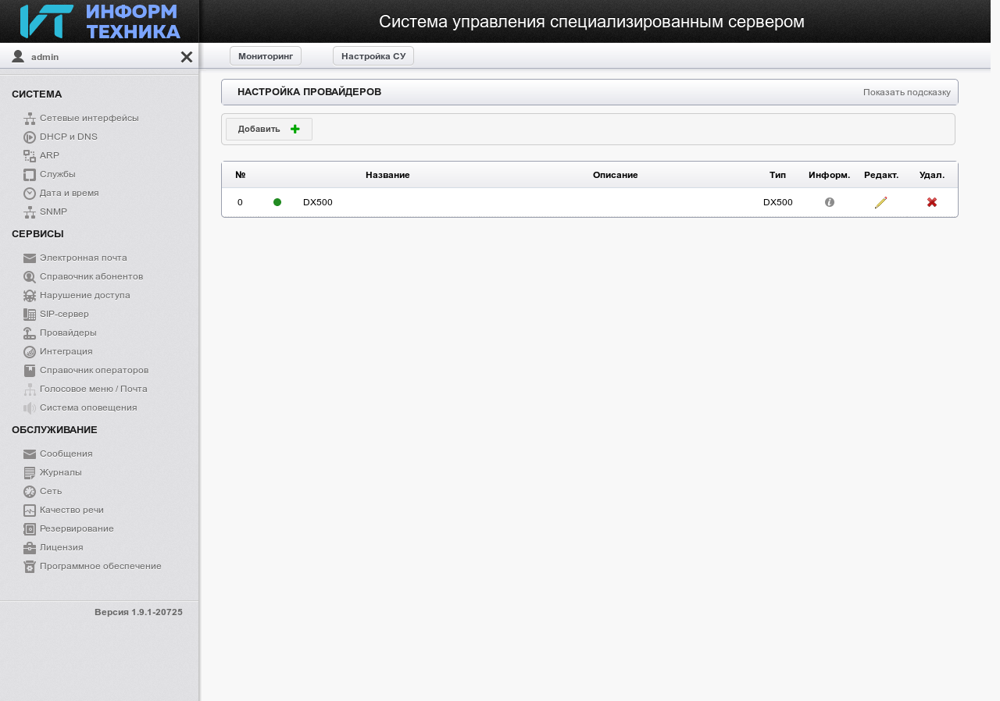 ИНФОРМ
ТЕХНИКА
Система управления специализированным сервером
admin
Мониторинг
Настройка СУ
СИСТЕМА
Сетевые интерфейсы
DHCP и DNS
ARP
Службы
Дата и время
SNMP
СЕРВИСЫ
Электронная почта
Справочник абонентов
Нарушение доступа
SIP-сервер
Провайдеры
Интеграция
Справочник операторов
Голосовое меню / Почта
Система оповещения
ОБСЛУЖИВАНИЕ
Сообщения
Журналы
Сеть
Качество речи
Резервирование
Лицензия
Программное обеспечение
Версия 1.9.1-20725
НАСТРОЙКА ПРОВАЙДЕРОВ Показать подсказку
Добавить
№ Название Описание Тип Информ. Редакт. Удал.
0 DX500 DX500